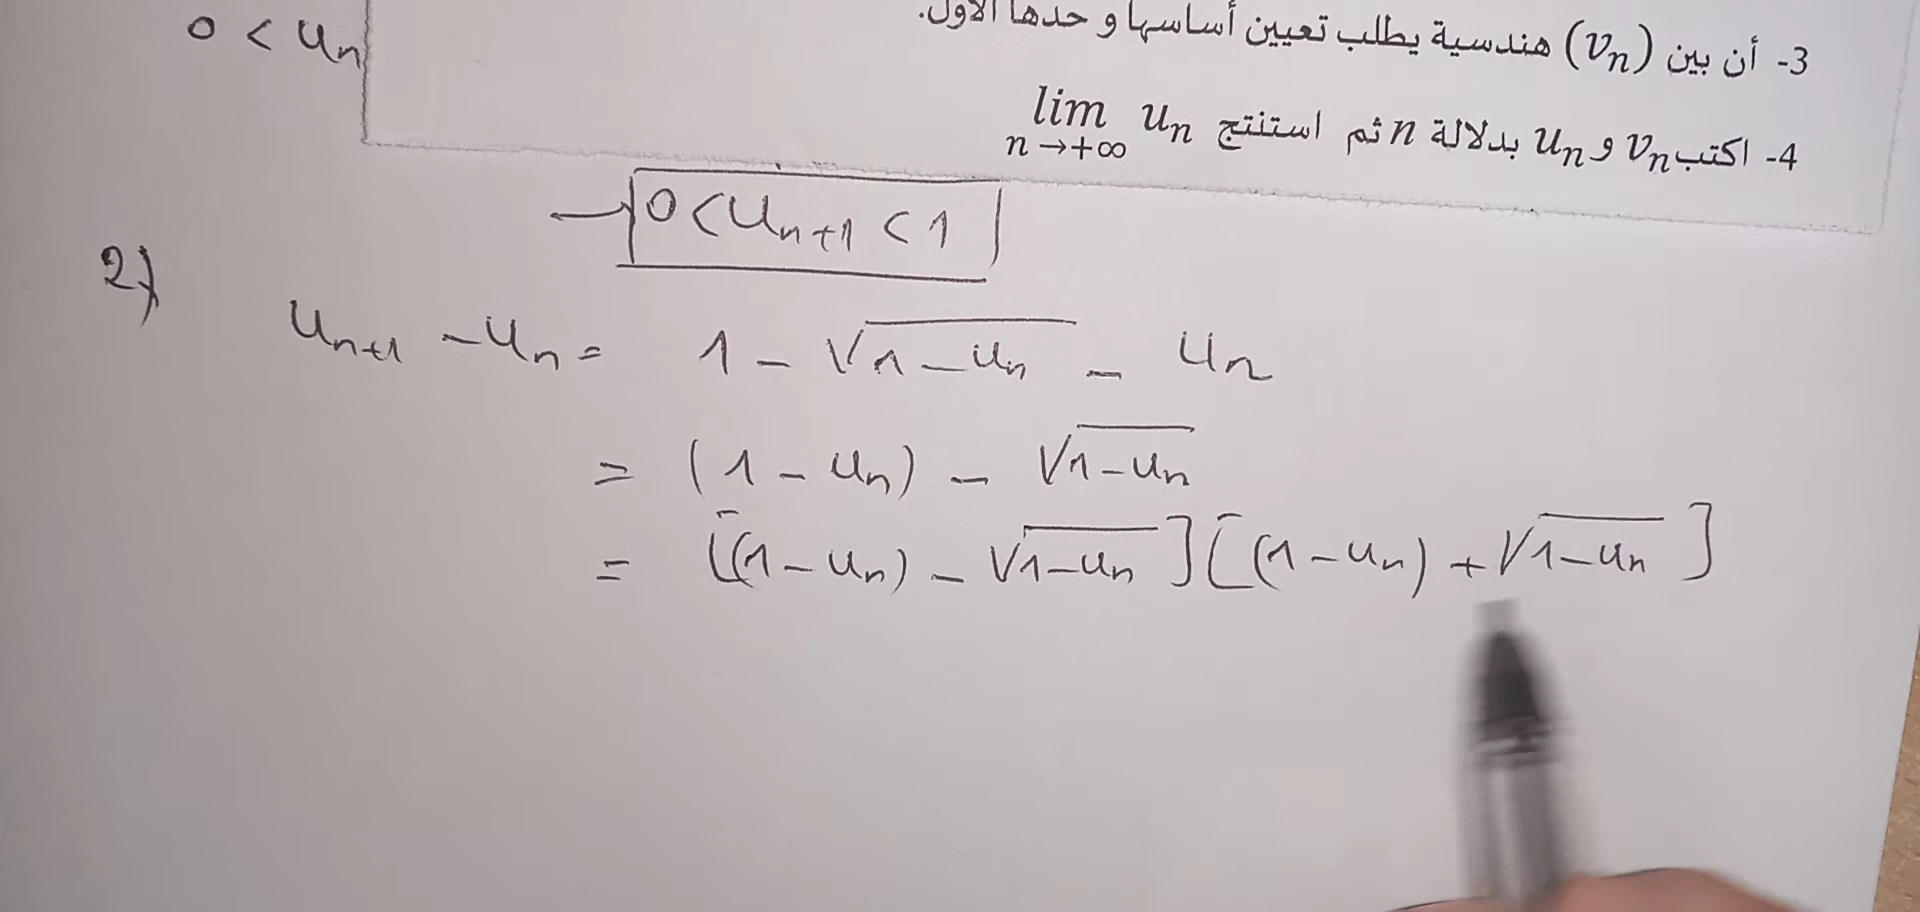 3- أن بين (vₙ) هندسية يطلب تعيين أساسها و حدها الأول.
0 < uₙ
4- اكتب vₙ و uₙ بدلالة n ثم استنتج lim uₙ
n→+∞
0 < uₙ₊₁ < 1
2)
uₙ₊₁ - uₙ = 1 - √(1 - uₙ) - uₙ
= (1 - uₙ) - √(1 - uₙ)
= [(1 - uₙ) - √(1 - uₙ)][(1 - uₙ) + √(1 - uₙ)]